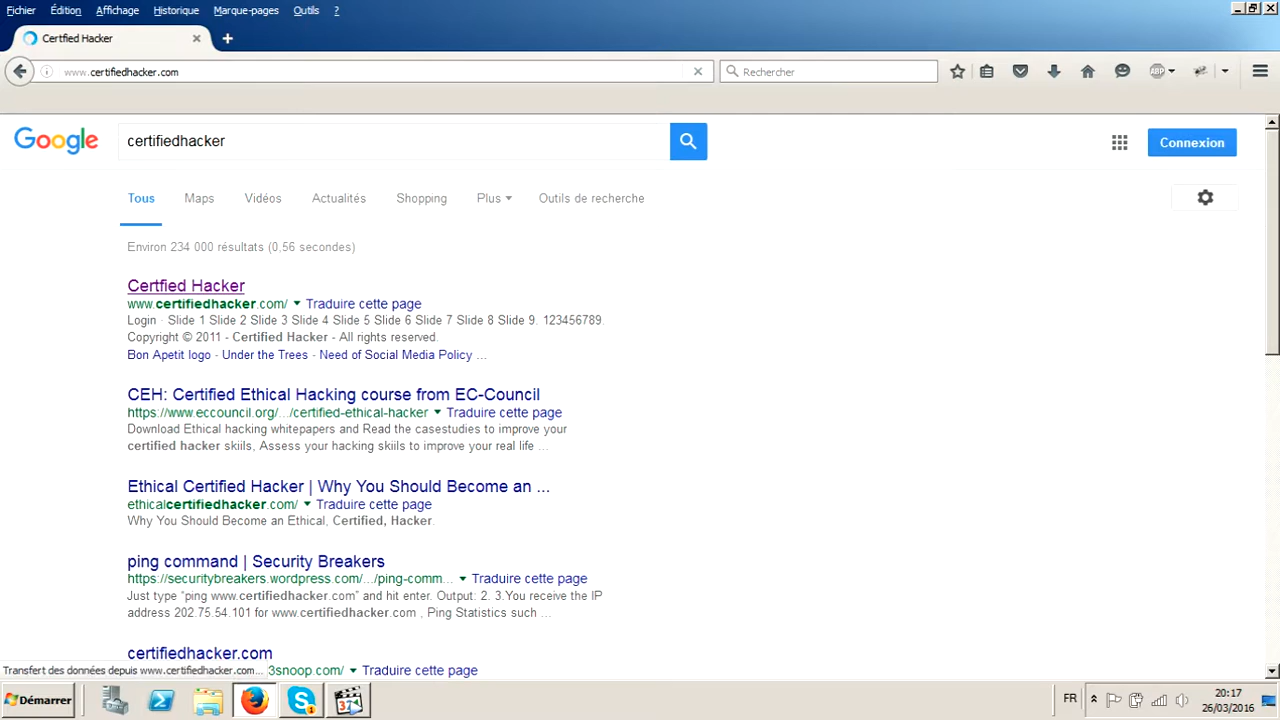 Fichier Édition Affichage Historique Marque-pages Outils ?
Certfied Hacker
www.certifiedhacker.com
Rechercher
ABP
Google certifiedhacker Connexion
Tous Maps Vidéos Actualités Shopping Plus Outils de recherche
Environ 234 000 résultats (0,56 secondes)
Certfied Hacker
www.certifiedhacker.com/ Traduire cette page
Login · Slide 1 Slide 2 Slide 3 Slide 4 Slide 5 Slide 6 Slide 7 Slide 8 Slide 9. 123456789.
Copyright © 2011 - Certified Hacker - All rights reserved.
Bon Apetit logo · Under the Trees · Need of Social Media Policy ...
CEH: Certified Ethical Hacking course from EC-Council
https://www.eccouncil.org/.../certified-ethical-hacker Traduire cette page
Download Ethical hacking whitepapers and Read the casestudies to improve your
certified hacker skiils, Assess your hacking skiils to improve your real life ...
Ethical Certified Hacker | Why You Should Become an ...
ethicalcertifiedhacker.com/ Traduire cette page
Why You Should Become an Ethical, Certified, Hacker.
ping command | Security Breakers
https://securitybreakers.wordpress.com/.../ping-comm... Traduire cette page
Just type “ping www.certifiedhacker.com” and hit enter. Output: 2. 3.You receive the IP
address 202.75.54.101 for www.certifiedhacker.com , Ping Statistics such ...
certifiedhacker.com
Transfert des données depuis www.certifiedhacker.com... 3snoop.com/ Traduire cette page
Démarrer
37
FR
20:17
26/03/2016